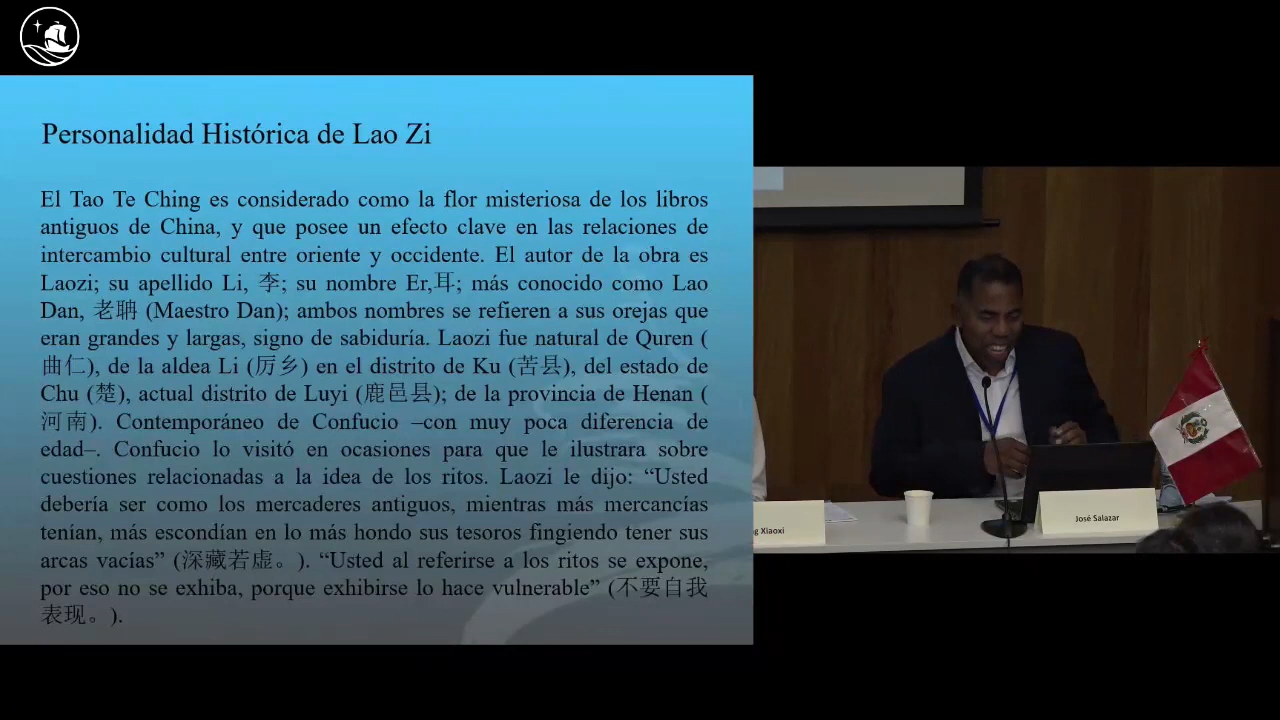 Personalidad Histórica de Lao Zi
El Tao Te Ching es considerado como la flor misteriosa de los libros
antiguos de China, y que posee un efecto clave en las relaciones de
intercambio cultural entre oriente y occidente. El autor de la obra es
Laozi; su apellido Li, 李; su nombre Er,耳; más conocido como Lao
Dan, 老聃 (Maestro Dan); ambos nombres se refieren a sus orejas que
eran grandes y largas, signo de sabiduría. Laozi fue natural de Quren (
曲仁), de la aldea Li (厉乡) en el distrito de Ku (苦县), del estado de
Chu (楚), actual distrito de Luyi (鹿邑县); de la provincia de Henan (
河南). Contemporáneo de Confucio –con muy poca diferencia de
edad–. Confucio lo visitó en ocasiones para que le ilustrara sobre
cuestiones relacionadas a la idea de los ritos. Laozi le dijo: “Usted
debería ser como los mercaderes antiguos, mientras más mercancías
tenían, más escondían en lo más hondo sus tesoros fingiendo tener sus
arcas vacías” (深藏若虚。). “Usted al referirse a los ritos se expone,
por eso no se exhiba, porque exhibirse lo hace vulnerable” (不要自我
表现。).
Xiaoxi
José Salazar